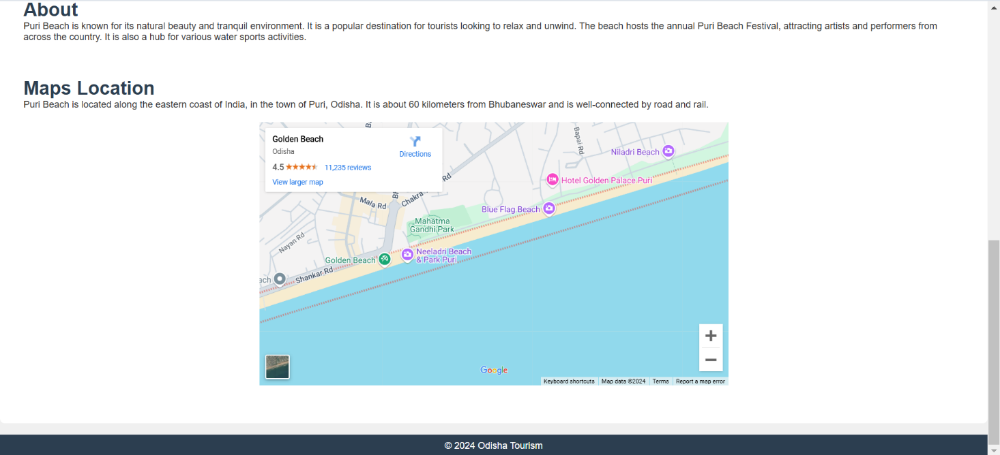 About
Puri Beach is known for its natural beauty and tranquil environment. It is a popular destination for tourists looking to relax and unwind. The beach hosts the annual Puri Beach Festival, attracting artists and performers from
across the country. It is also a hub for various water sports activities.
Maps Location
Puri Beach is located along the eastern coast of India, in the town of Puri, Odisha. It is about 60 kilometers from Bhubaneswar and is well-connected by road and rail.
Golden Beach
Odisha
4.5
11,235 reviews
View larger map
Directions
Bapai Rd
Niladri Beach
Rd
Hotel Golden Palace Puri
Chakra
Mala Rd
Blue Flag Beach
Mahatma
Gandhi Park
Nayan Rd
Neeladri Beach
& Park Puri
Golden Beach
Shankar Rd
ach
Google
Keyboard shortcuts
Map data ©2024
Terms
Report a map error
© 2024 Odisha Tourism